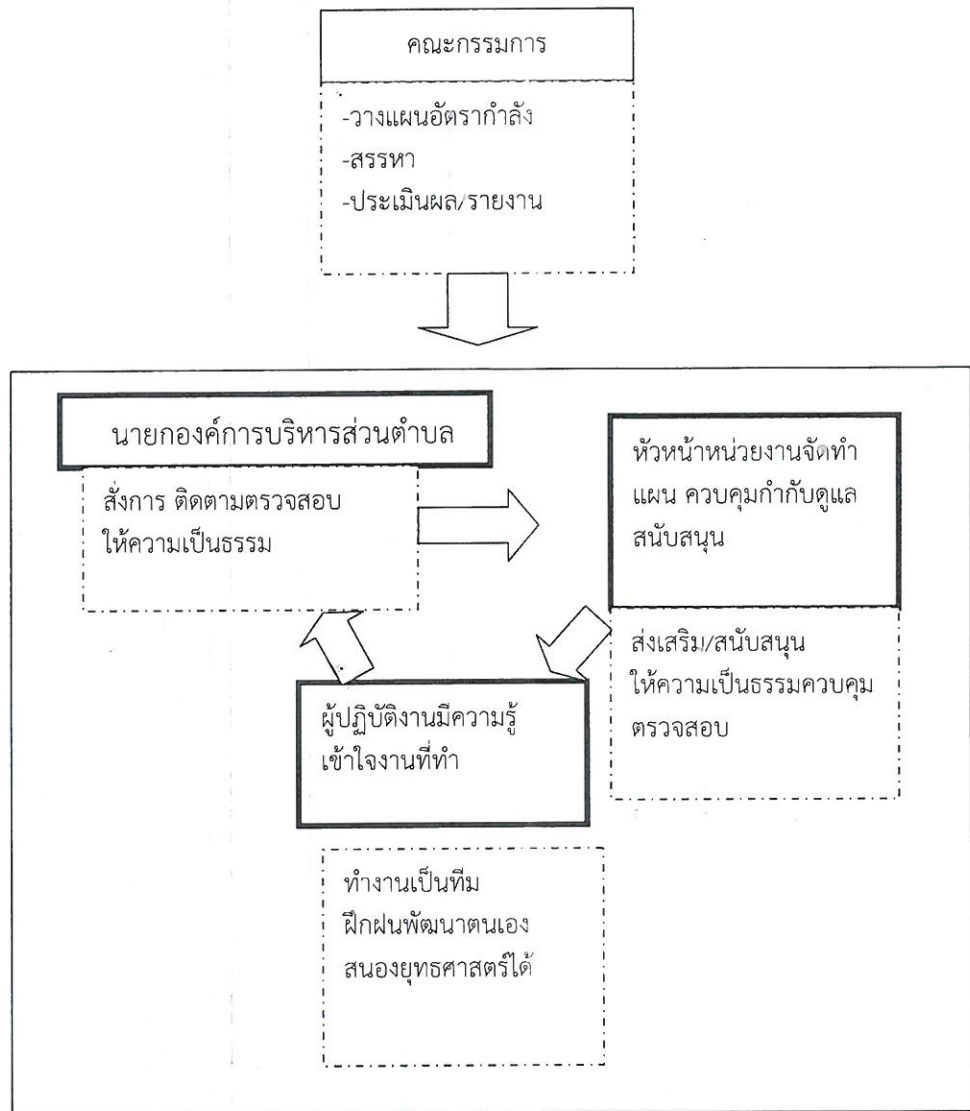 คณะกรรมการ
-วางแผนอัตรากำลัง
-สรรหา
-ประเมินผล/รายงาน
นายกองค์การบริหารส่วนตำบล
สั่งการ ติดตามตรวจสอบ
ให้ความเป็นธรรม
หัวหน้าหน่วยงานจัดทำ
แผน ควบคุมกำกับดูแล
สนับสนุน
ส่งเสริม/สนับสนุน
ให้ความเป็นธรรมควบคุม
ตรวจสอบ
ผู้ปฏิบัติงานมีความรู้
เข้าใจงานที่ทำ
ทำงานเป็นทีม
ฝึกฝนพัฒนาตนเอง
สนองยุทธศาสตร์ได้